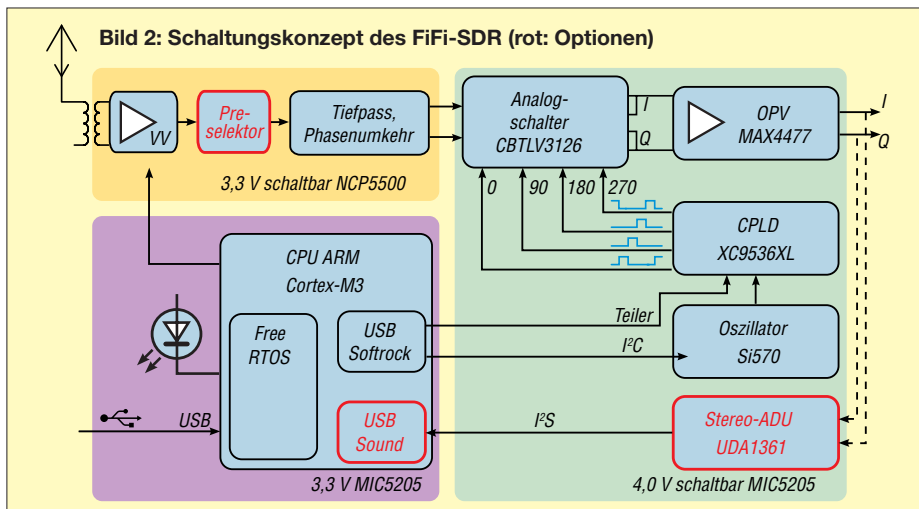 Bild 2: Schaltungskonzept des FiFi-SDR (rot: Optionen)
VV
Pre-
selektor
Tiefpass,
Phasenumkehr
3,3 V schaltbar NCP5500
Analog-
schalter
CBTLV3126
I
Q
OPV
MAX4477
I
Q
0
90
180
270
CPLD
XC9536XL
CPU ARM
Cortex-M3
Free
RTOS
USB
Softrock
Teiler
I²C
Oszillator
Si570
USB
USB
Sound
I²S
Stereo-ADU
UDA1361
3,3 V MIC5205
4,0 V schaltbar MIC5205